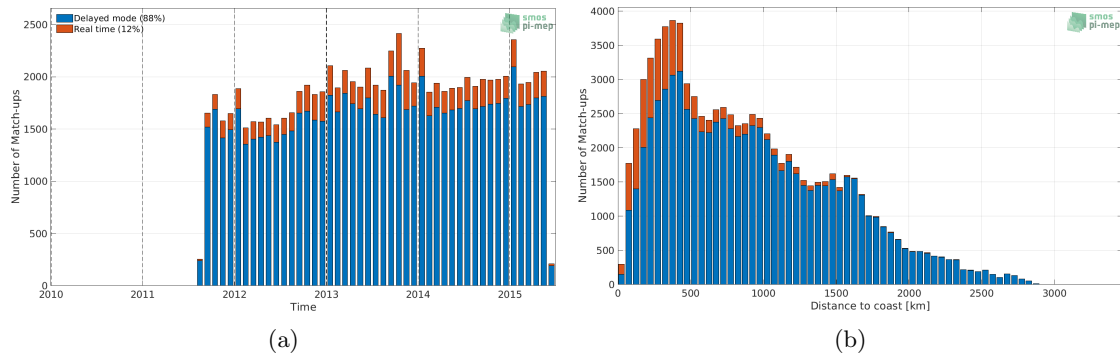 Delayed mode (88%)
Real time (12%)
smos
pi-mep
2500
2000
1500
1000
500
0
Number of Match-ups
2010
2011
2012
2013
2014
2015
Time
(a)
smos
pi-mep
4000
3500
3000
2500
2000
1500
1000
500
0
Number of Match-ups
0
500
1000
1500
2000
2500
3000
Distance to coast [km]
(b)